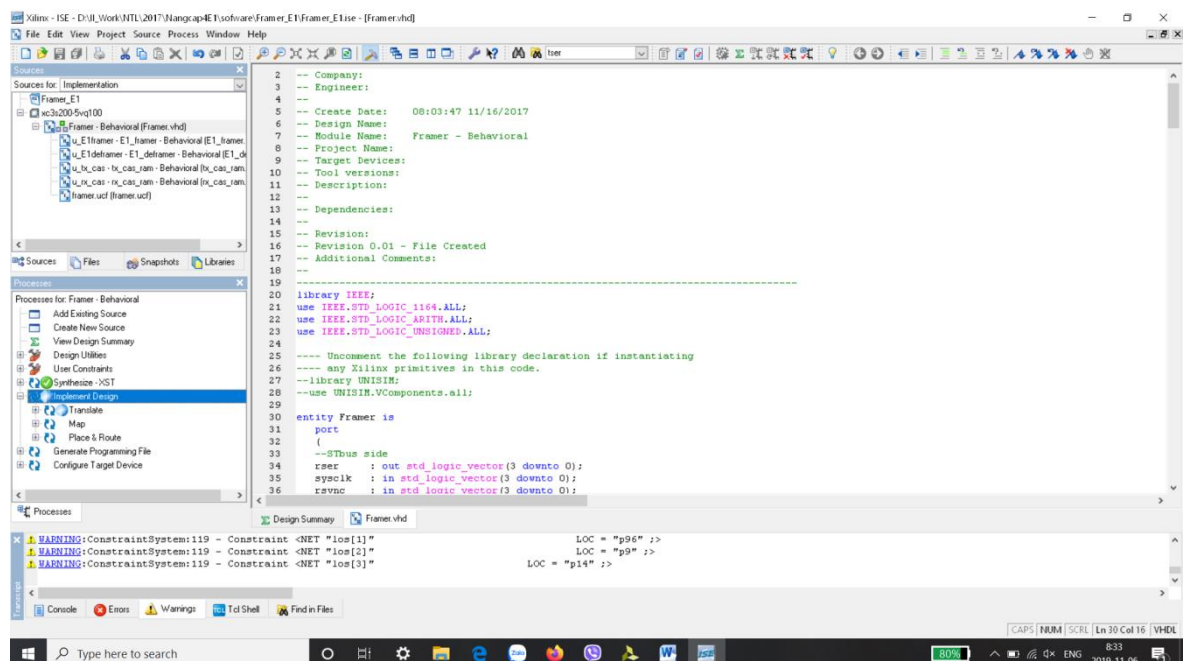 Xilinx - ISE - D:\JI_Work\NTL\2017\Nangcap4E1\sofware\Framer_E1\Framer_E1.ise - [Framer.vhd]
File Edit View Project Source Process Window Help
tser
Sources
Sources for: Implementation
Framer_E1
xc3s200-5vq100
Framer - Behavioral (Framer.vhd)
u_E1framer - E1_framer - Behavioral (E1_framer.
u_E1deframer - E1_deframer - Behavioral (E1_de
u_tx_cas - tx_cas_ram - Behavioral (tx_cas_ram.
u_rx_cas - rx_cas_ram - Behavioral (rx_cas_ram.
framer.ucf (framer.ucf)
Sources Files Snapshots Libraries
Processes
Processes for: Framer - Behavioral
Add Existing Source
Create New Source
View Design Summary
Design Utilities
User Constraints
Synthesize - XST
Implement Design
Translate
Map
Place & Route
Generate Programming File
Configure Target Device
Processes
2 -- Company:
3 -- Engineer:
4 --
5 -- Create Date: 08:03:47 11/16/2017
6 -- Design Name:
7 -- Module Name: Framer - Behavioral
8 -- Project Name:
9 -- Target Devices:
10 -- Tool versions:
11 -- Description:
12 --
13 -- Dependencies:
14 --
15 -- Revision:
16 -- Revision 0.01 - File Created
17 -- Additional Comments:
18 --
19 ----------------------------------------------------------------------------------
20 library IEEE;
21 use IEEE.STD_LOGIC_1164.ALL;
22 use IEEE.STD_LOGIC_ARITH.ALL;
23 use IEEE.STD_LOGIC_UNSIGNED.ALL;
24
25 ---- Uncomment the following library declaration if instantiating
26 ---- any Xilinx primitives in this code.
27 --library UNISIM;
28 --use UNISIM.VComponents.all;
29
30 entity Framer is
31 port
32 (
33 --STbus side
34 rser : out std_logic_vector(3 downto 0);
35 sysclk : in std_logic_vector(3 downto 0);
36 rsync : in std_logic_vector(3 downto 0);
Design Summary Framer.vhd
WARNING:ConstraintSystem:119 - Constraint <NET "los[1]" LOC = "p96" ;>
WARNING:ConstraintSystem:119 - Constraint <NET "los[2]" LOC = "p9" ;>
WARNING:ConstraintSystem:119 - Constraint <NET "los[3]" LOC = "p14" ;>
Transcript
Console Errors Warnings Tcl Shell Find in Files
CAPS NUM SCRL Ln 30 Col 16 VHDL
Type here to search
Zalo
W
ISE
80%
ENG
8:33
2019-11-06